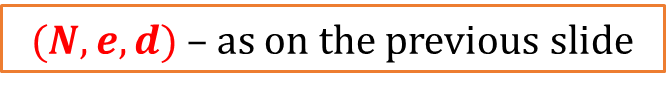 (N, e, d) – as on the previous slide